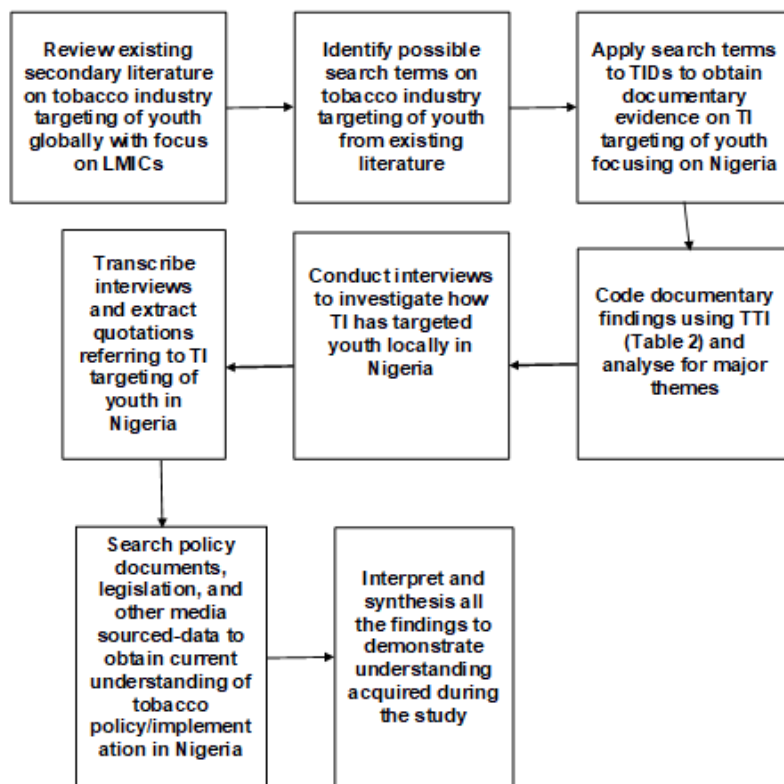 Review existing
secondary literature
on tobacco industry
targeting of youth
globally with focus
on LMICs
Identify possible
search terms on
tobacco industry
targeting of youth
from existing
literature
Apply search terms
to TIDs to obtain
documentary
evidence on TI
targeting of youth
focusing on Nigeria
Code documentary
findings using TTI
(Table 2) and
analyse for major
themes
Conduct interviews
to investigate how
TI has targeted
youth locally in
Nigeria
Transcribe
interviews
and extract
quotations
referring to TI
targeting of
youth in
Nigeria
Search policy
documents,
legislation, and
other media
sourced-data to
obtain current
understanding of
tobacco
policy/implement
ation in Nigeria
Interpret and
synthesis all
the findings to
demonstrate
understanding
acquired during
the study